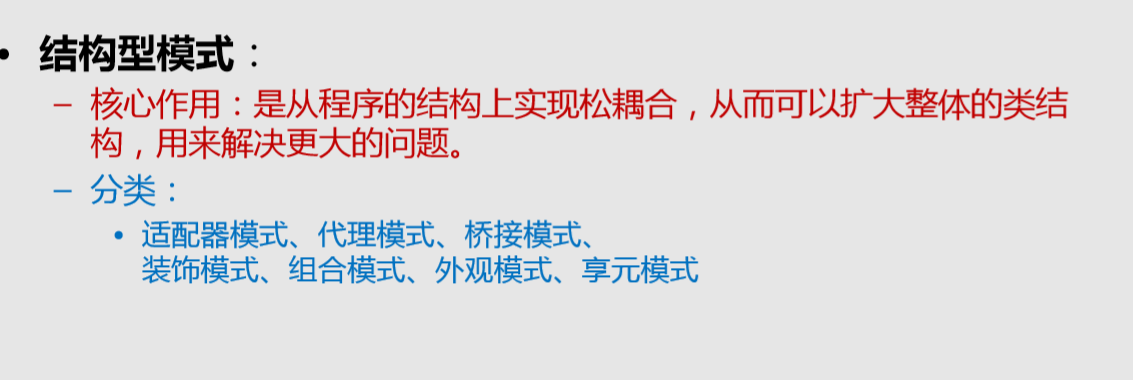 • 结构型模式：
– 核心作用：是从程序的结构上实现松耦合，从而可以扩大整体的类结
构，用来解决更大的问题。
– 分类：
• 适配器模式、代理模式、桥接模式、
装饰模式、组合模式、外观模式、享元模式